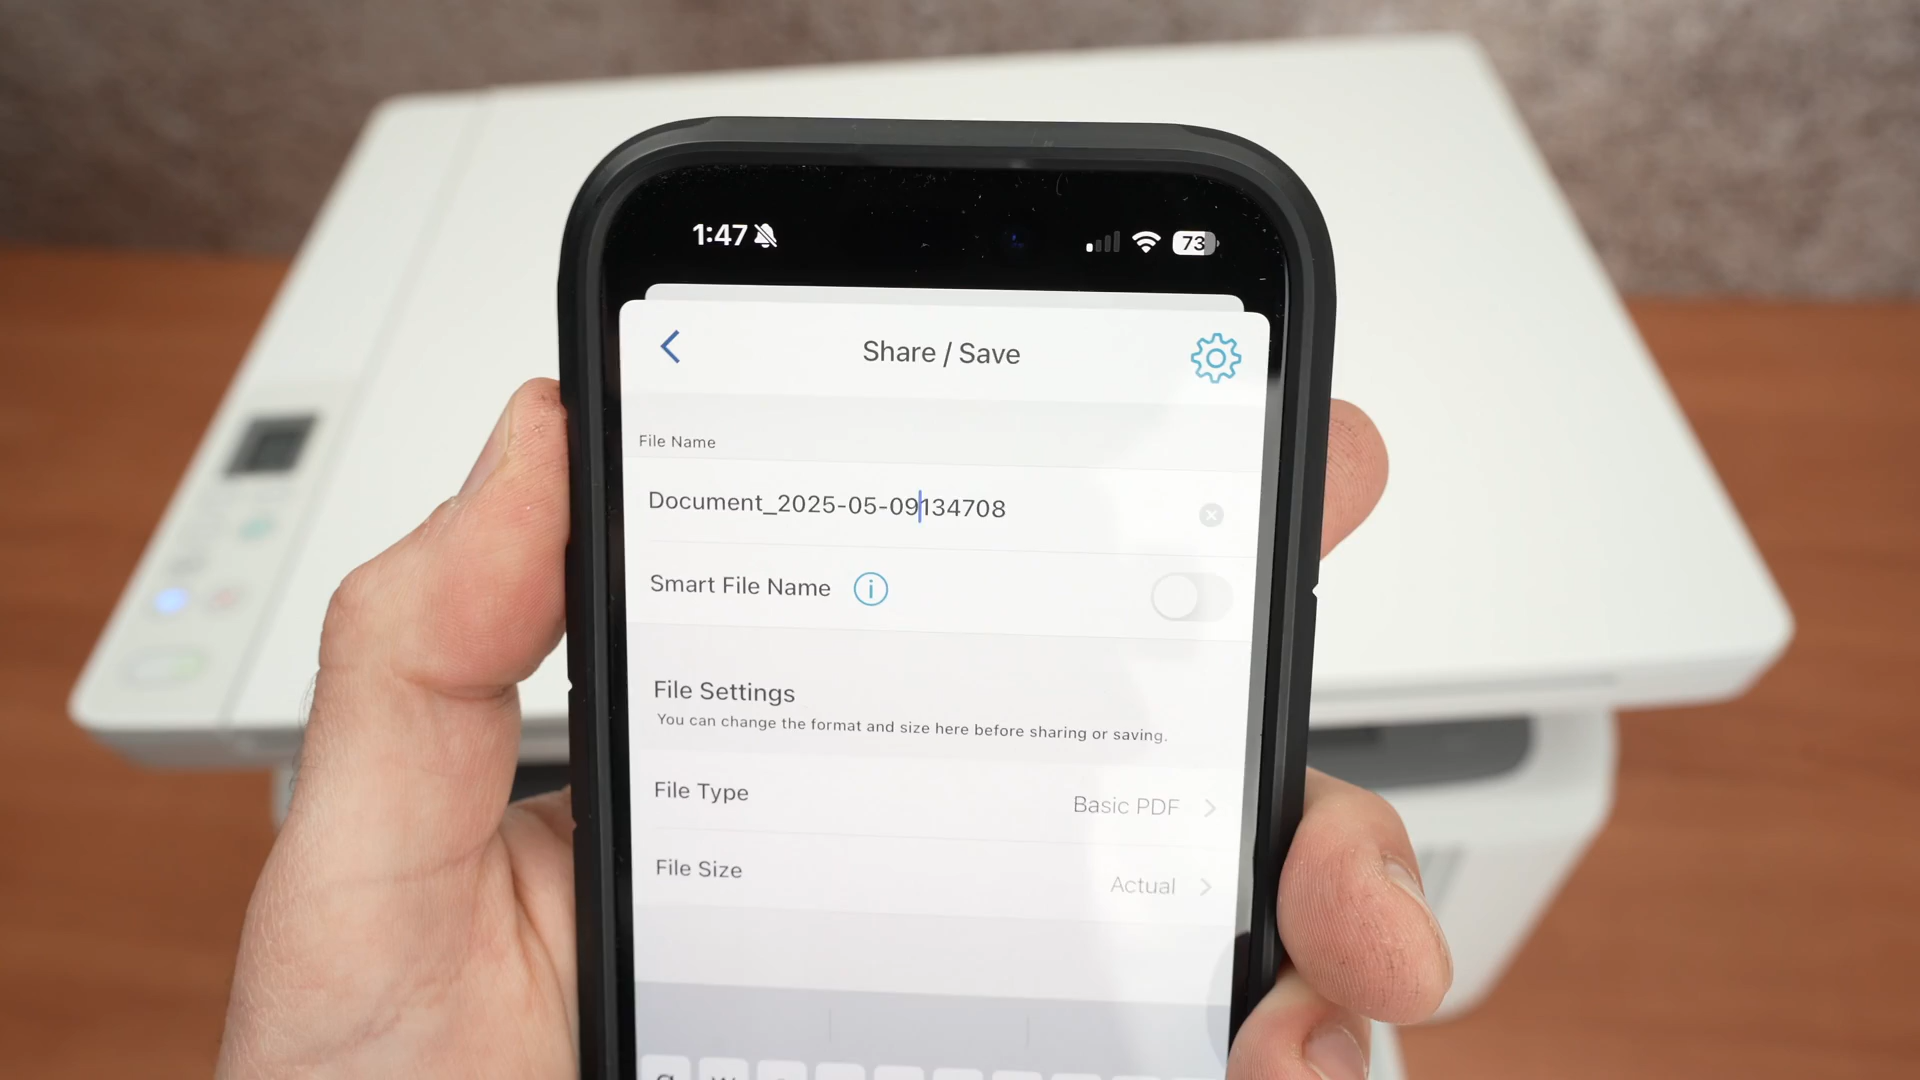 1:47 73
Share / Save
File Name
Document_2025-05-09134708
Smart File Name i
File Settings
You can change the format and size here before sharing or saving.
File Type Basic PDF
File Size Actual